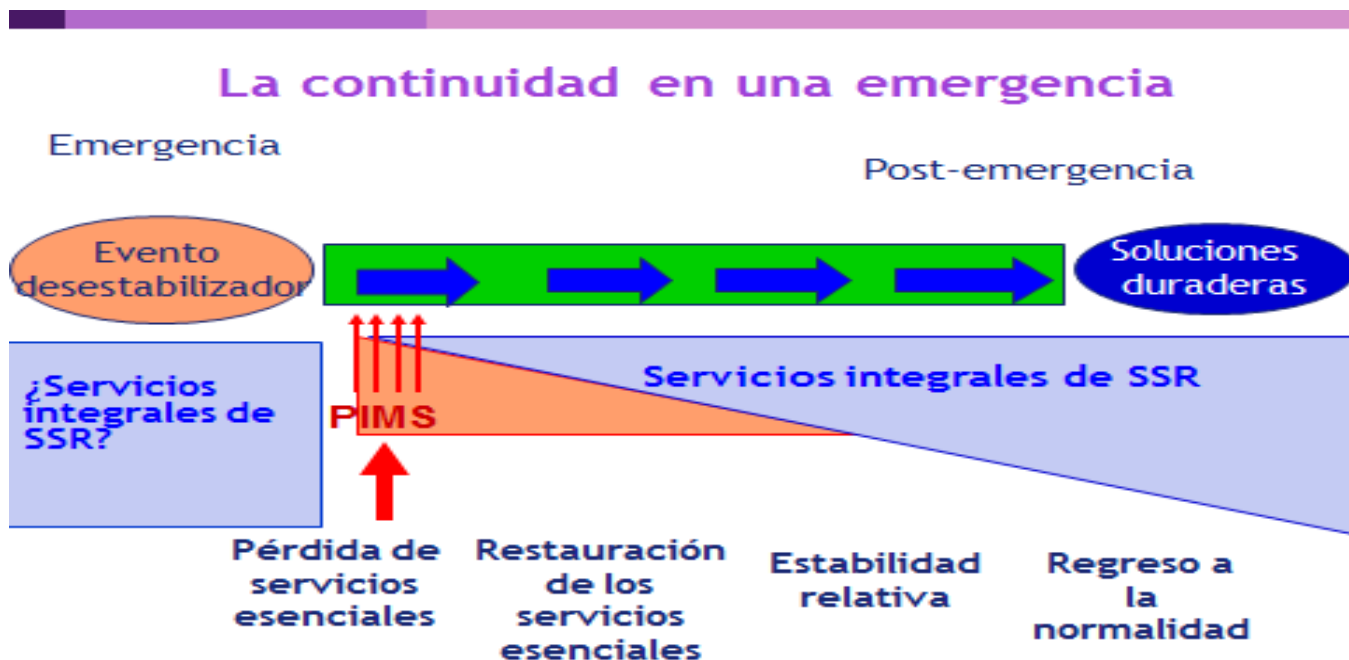 La continuidad en una emergencia
Emergencia
Post-emergencia
Evento
desestabilizador
Soluciones
duraderas
¿Servicios
integrales de
SSR?
Servicios integrales de SSR
PIMS
Pérdida de
servicios
esenciales
Restauración
de los
servicios
esenciales
Estabilidad
relativa
Regreso a
la
normalidad